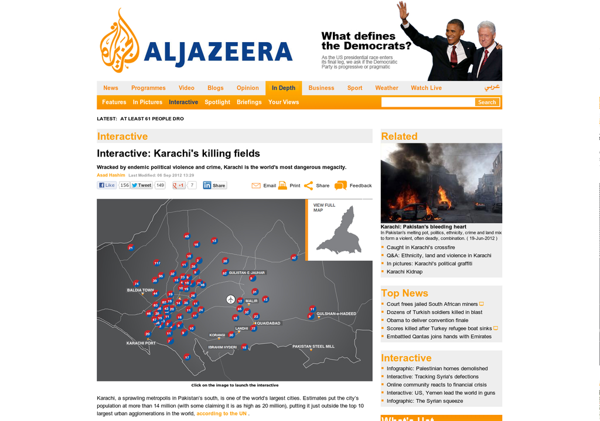 ALJAZEERA
What defines
the Democrats?
As the US presidential race enters
its final leg, we ask if the Democratic
Party is progressive or pragmatic
News Programmes Video Blogs Opinion In Depth Business Sport Weather Watch Live عربي
Features In Pictures Interactive Spotlight Briefings Your Views Search
LATEST: AT LEAST 61 PEOPLE DRO
Interactive
Interactive: Karachi's killing fields
Wracked by endemic political violence and crime, Karachi is the world's most dangerous megacity.
Last Modified: 06 Sep 2012 13:29
Like 156 Tweet 149 +1 7 Share Email Print Share Feedback
VIEW FULL
MAP
GULISTAN E JAUHAR
BALDIA TOWN
MALIR
GULSHAN-e-HADEED
QUAIDABAD
LANDHI
KORANGI
KARACHI PORT
IBRAHIM HYDERI
PAKISTAN STEEL MILL
Click on the image to launch the interactive
Karachi, a sprawling metropolis in Pakistan's south, is one of the world's largest cities. Estimates put the city's
population at more than 14 million (with some claiming it is as high as 20 million), putting it just outside the top 10
largest urban agglomerations in the world, according to the UN .
Related
Karachi: Pakistan's bleeding heart
In Pakistan's melting pot, politics, ethnicity, crime and land mix
to form a violent, often deadly, combination. ( 19-Jun-2012 )
Caught in Karachi's crossfire
Q&A: Ethnicity, land and violence in Karachi
In pictures: Karachi's political graffiti
Karachi Kidnap
Top News
Court frees jailed South African miners
Dozens of Turkish soldiers killed in blast
Obama to deliver convention finale
Scores killed after Turkey refugee boat sinks
Embattled Qantas joins hands with Emirates
Interactive
Infographic: Palestinian homes demolished
Interactive: Tracking Syria's defections
Online community reacts to financial crisis
Interactive: US, Yemen lead the world in guns
Infographic: The Syrian squeeze
What's Hot